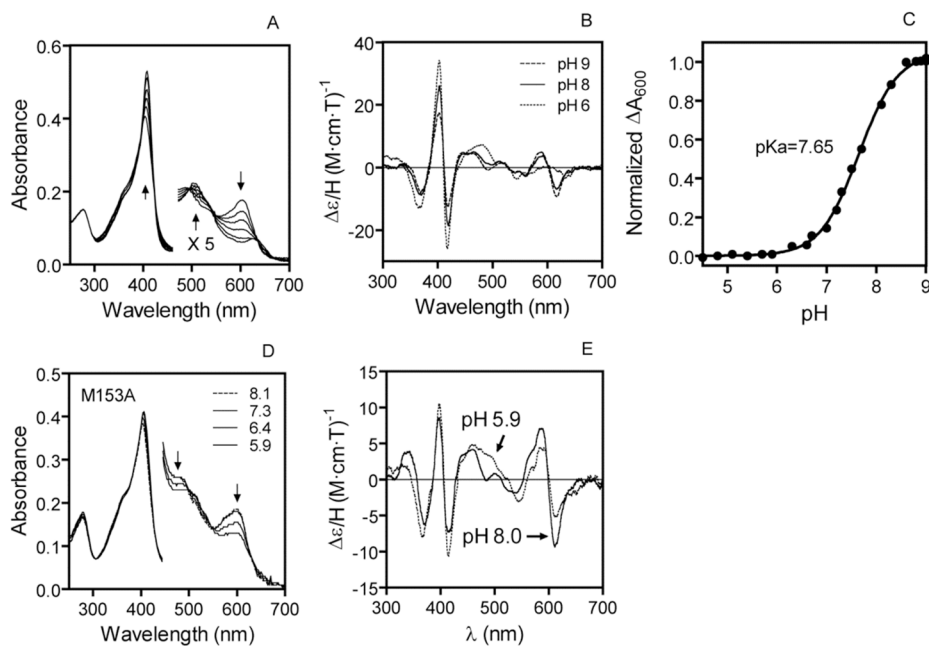 A
0.6
0.4
0.2
0.0
Absorbance
X 5
300 400 500 600 700
Wavelength (nm)
B
40
20
0
-20
Δε/H (M·cm·T)⁻¹
pH 9
pH 8
pH 6
300 400 500 600 700
Wavelength (nm)
C
1.0
0.8
0.6
0.4
0.2
0.0
Normalized ΔA₆₀₀
pKa=7.65
5 6 7 8 9
pH
D
0.5
0.4
0.3
0.2
0.1
0.0
Absorbance
M153A
8.1
7.3
6.4
5.9
300 400 500 600 700
Wavelength (nm)
E
15
10
5
0
-5
-10
-15
Δε/H (M·cm·T)⁻¹
pH 5.9
pH 8.0
300 400 500 600 700
λ (nm)